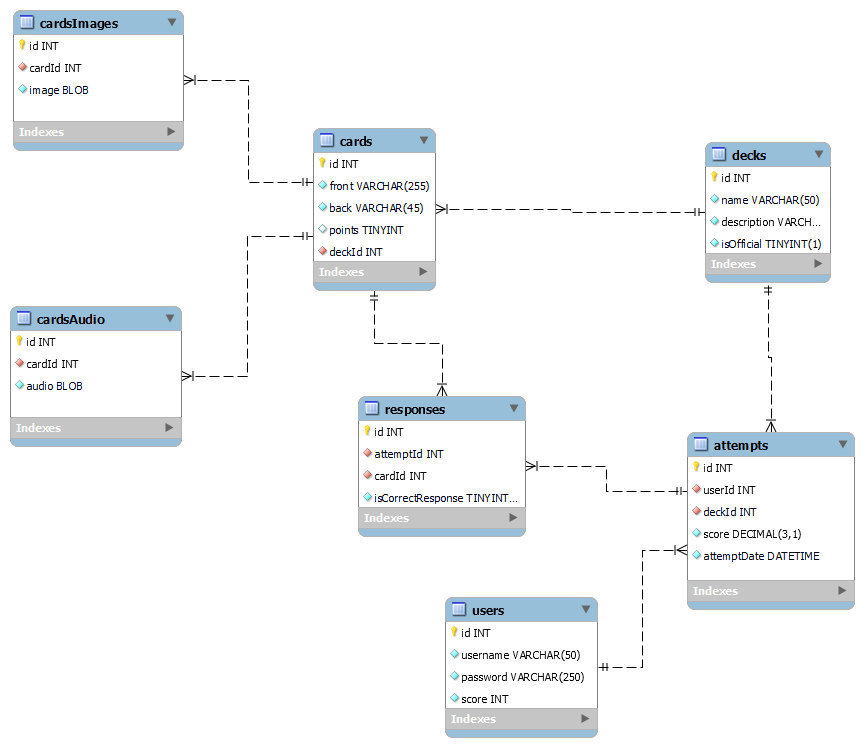 cardsImages
id INT
cardId INT
image BLOB
Indexes
cards
id INT
front VARCHAR(255)
back VARCHAR(45)
points TINYINT
deckId INT
Indexes
decks
id INT
name VARCHAR(50)
description VARCH...
isOfficial TINYINT(1)
Indexes
cardsAudio
id INT
cardId INT
audio BLOB
Indexes
responses
id INT
attemptId INT
cardId INT
isCorrectResponse TINYINT...
Indexes
attempts
id INT
userId INT
deckId INT
score DECIMAL(3,1)
attemptDate DATETIME
Indexes
users
id INT
username VARCHAR(50)
password VARCHAR(250)
score INT
Indexes